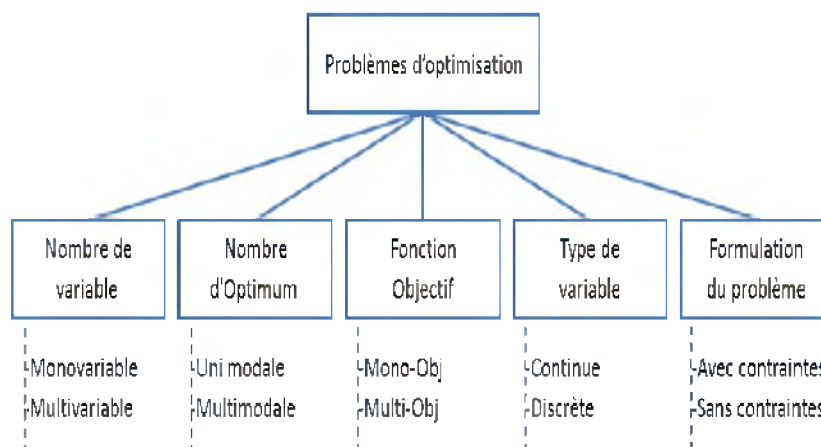 Problèmes d'optimisation
Nombre de
variable
Nombre
d'Optimum
Fonction
Objectif
Type de
variable
Formulation
du problème
-Monovariable
-Multivariable
-Uni modale
-Multimodale
-Mono-Obj
-Multi-Obj
-Continue
-Discrète
-Avec contraintes
-Sans contraintes